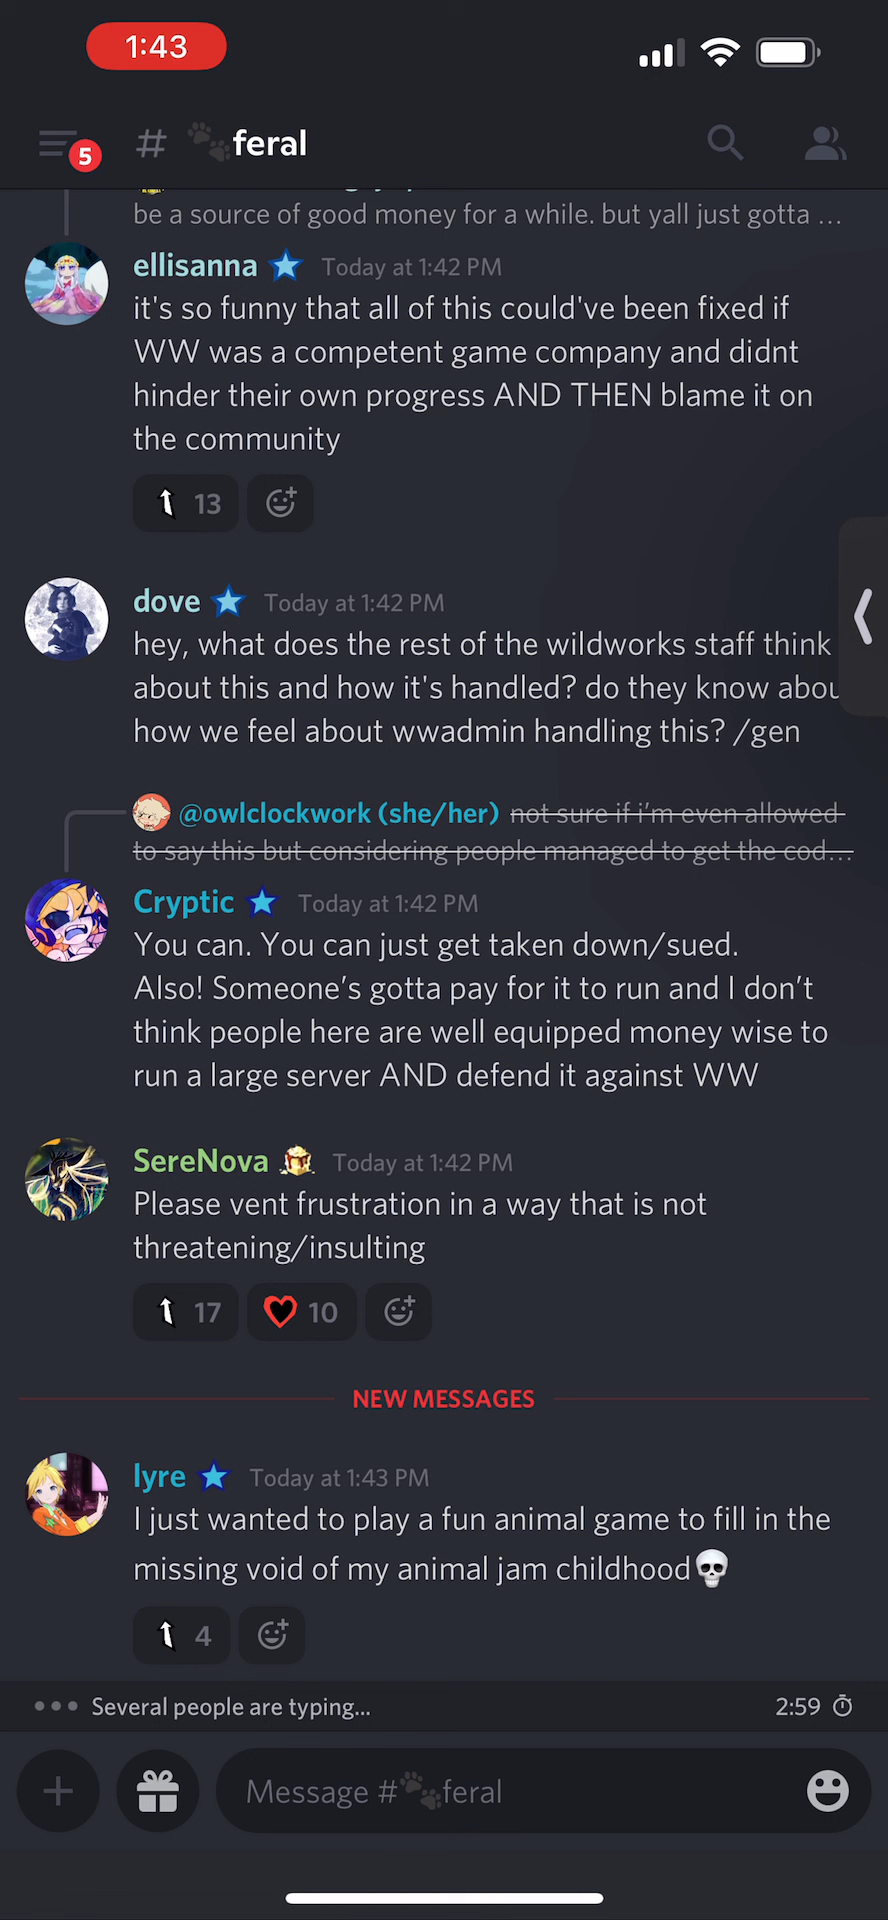 1:43
5
# 🐾feral
be a source of good money for a while. but yall just gotta ...
ellisanna Today at 1:42 PM
it's so funny that all of this could've been fixed if
WW was a competent game company and didnt
hinder their own progress AND THEN blame it on
the community
13
dove Today at 1:42 PM
hey, what does the rest of the wildworks staff think
about this and how it's handled? do they know abou
how we feel about wwadmin handling this? /gen
@owlclockwork (she/her) not sure if i'm even allowed
to say this but considering people managed to get the cod...
Cryptic Today at 1:42 PM
You can. You can just get taken down/sued.
Also! Someone's gotta pay for it to run and I don't
think people here are well equipped money wise to
run a large server AND defend it against WW
SereNova Today at 1:42 PM
Please vent frustration in a way that is not
threatening/insulting
17 10
NEW MESSAGES
lyre Today at 1:43 PM
I just wanted to play a fun animal game to fill in the
missing void of my animal jam childhood💀
4
Several people are typing... 2:59
Message #🐾feral